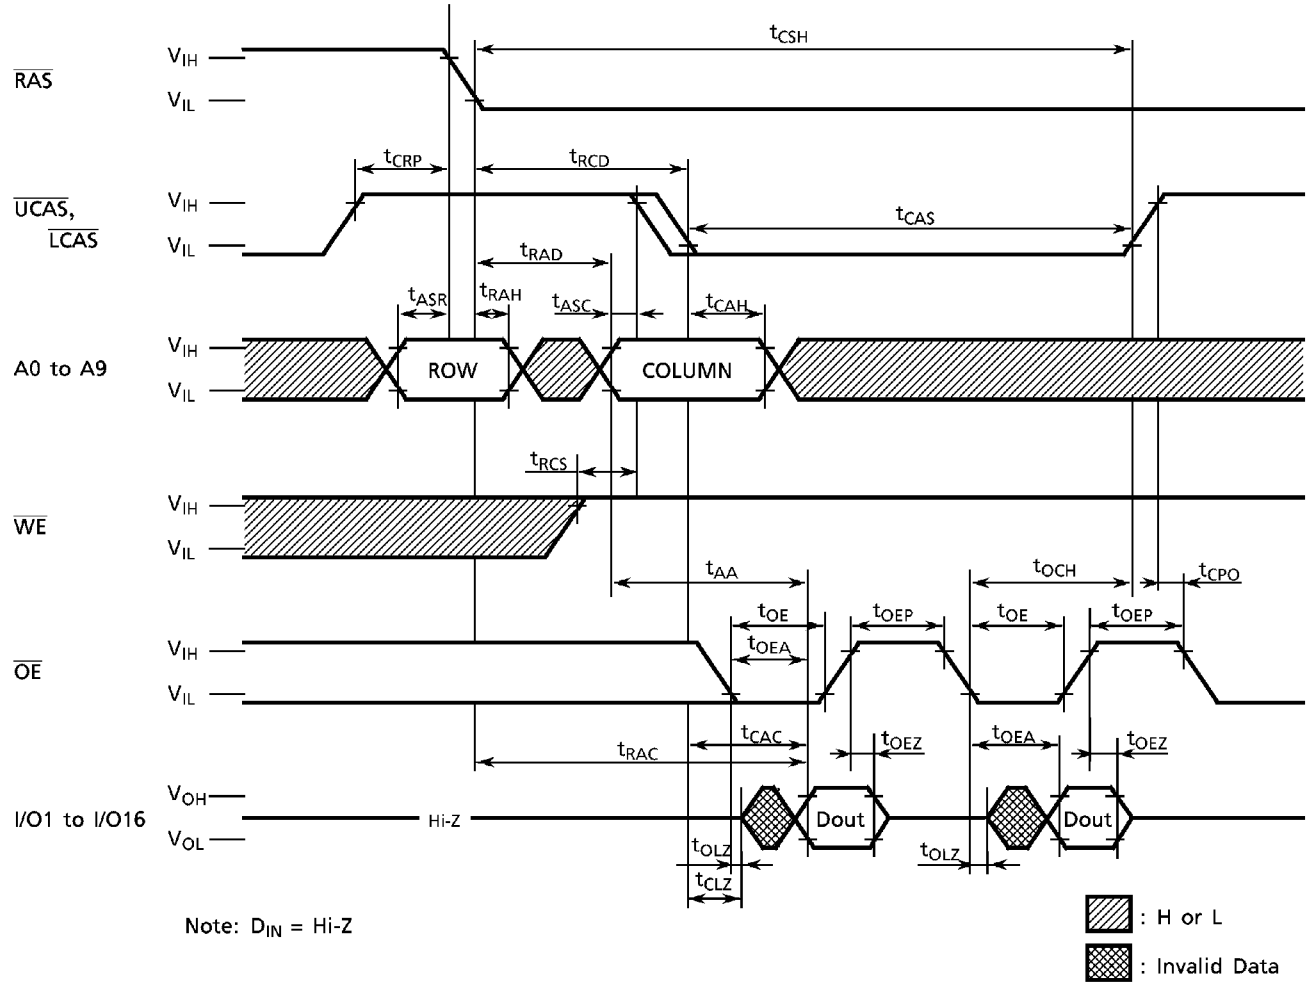 tCSH
RAS
VIH
VIL
tCRP
tRCD
UCAS,
LCAS
VIH
VIL
tCAS
tRAD
tASR
tRAH
tASC
tCAH
A0 to A9
VIH
VIL
ROW
COLUMN
tRCS
WE
VIH
VIL
tAA
tOCH
tCPO
tOE
tOEP
tOE
tOEP
OE
VIH
VIL
tOEA
tCAC
tOEZ
tOEA
tOEZ
tRAC
I/O1 to I/O16
VOH
VOL
Hi-Z
Dout
Dout
tOLZ
tOLZ
tCLZ
Note: DIN = Hi-Z
: H or L
: Invalid Data